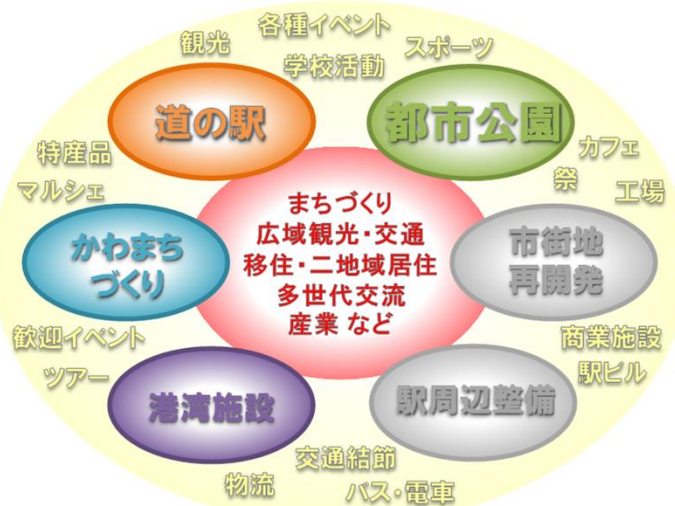 各種イベント
観光
スポーツ
学校活動
道の駅
都市公園
特産品
カフェ
マルシェ
祭
工場
まちづくり
広域観光・交通
移住・二地域居住
多世代交流
産業 など
かわまち
づくり
市街地
再開発
歓迎イベント
商業施設
ツアー
駅ビル
港湾施設
駅周辺整備
交通結節
物流
バス・電車